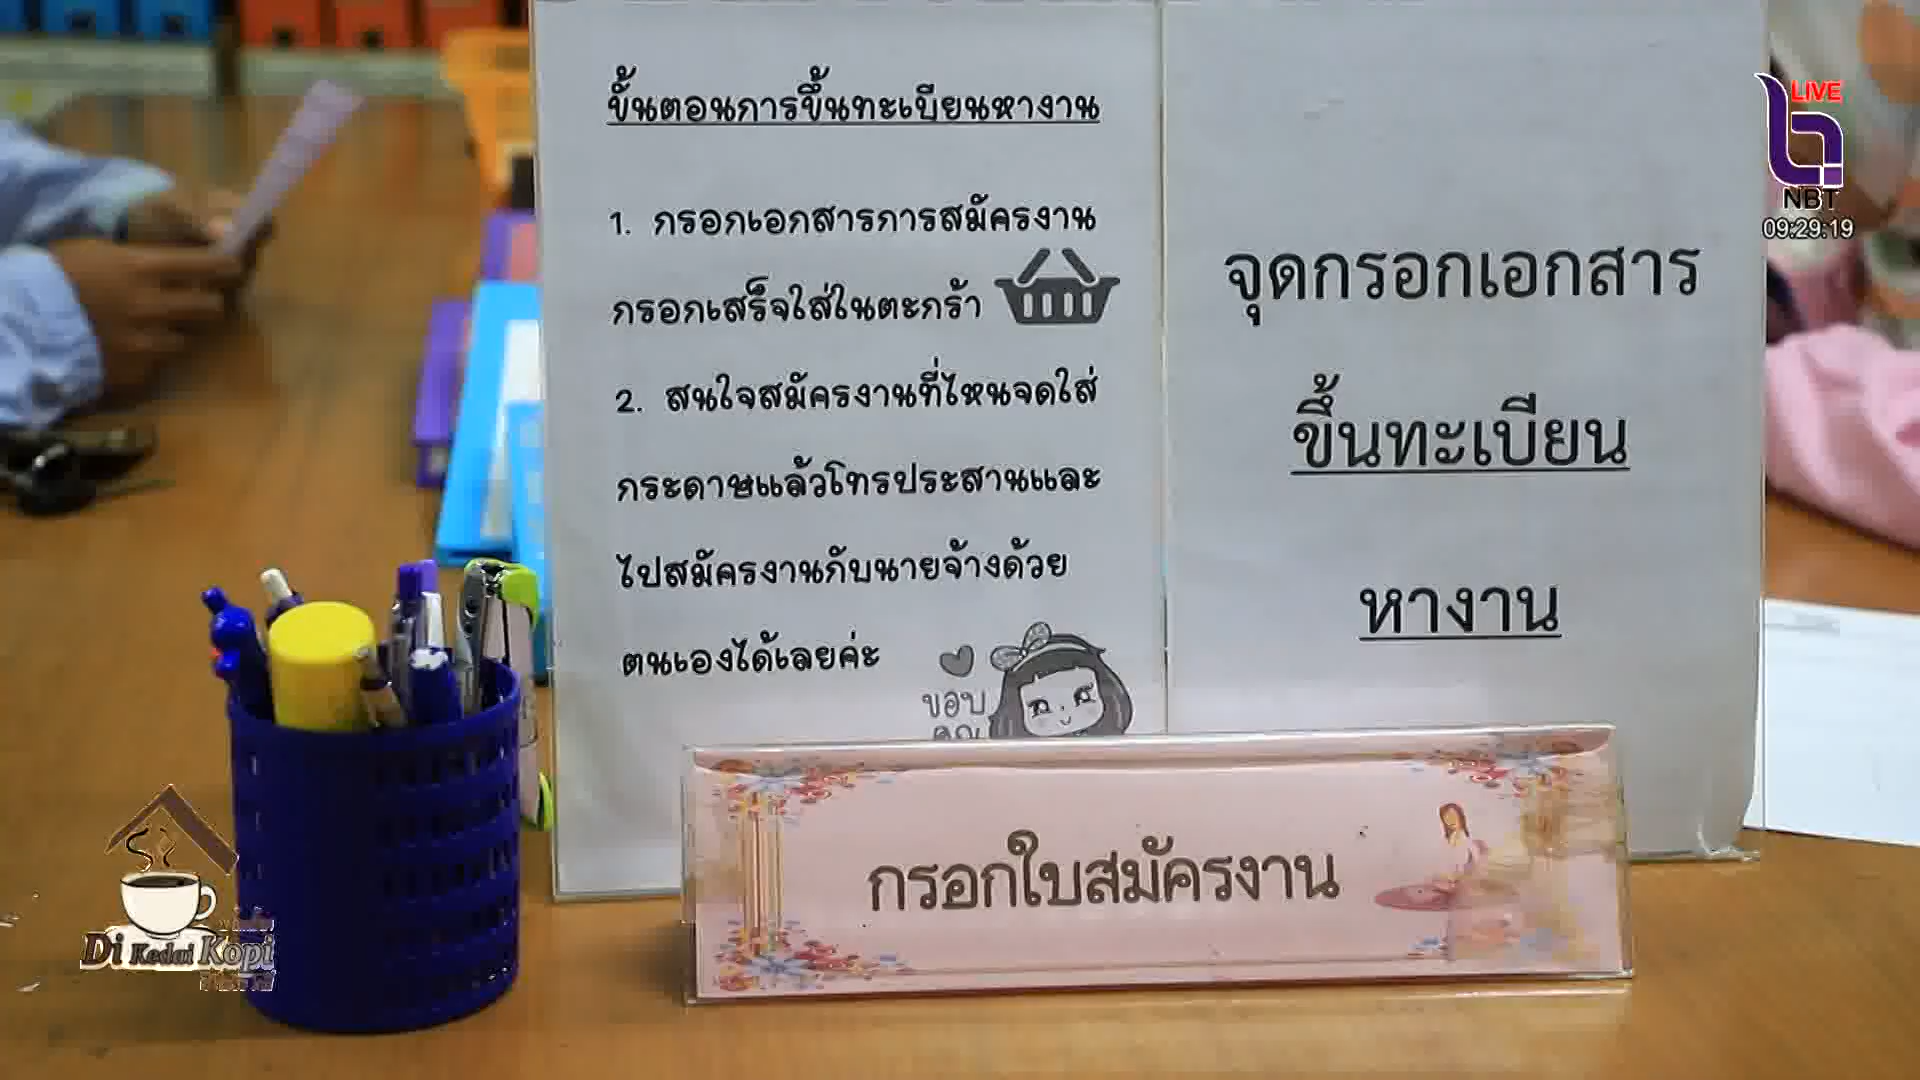 ขั้นตอนการขึ้นทะเบียนหางาน
1. กรอกเอกสารการสมัครงาน
กรอกเสร็จใส่ในตะกร้า
2. สนใจสมัครงานที่ไหนจดใส่
กระดาษแล้วโทรประสานและ
ไปสมัครงานกับนายจ้างด้วย
ตนเองได้เลยค่ะ
ขอบ
คุณ
จุดกรอกเอกสาร
ขึ้นทะเบียน
หางาน
กรอกใบสมัครงาน
LIVE
NBT
09:29:19
Di Kedai Kopi